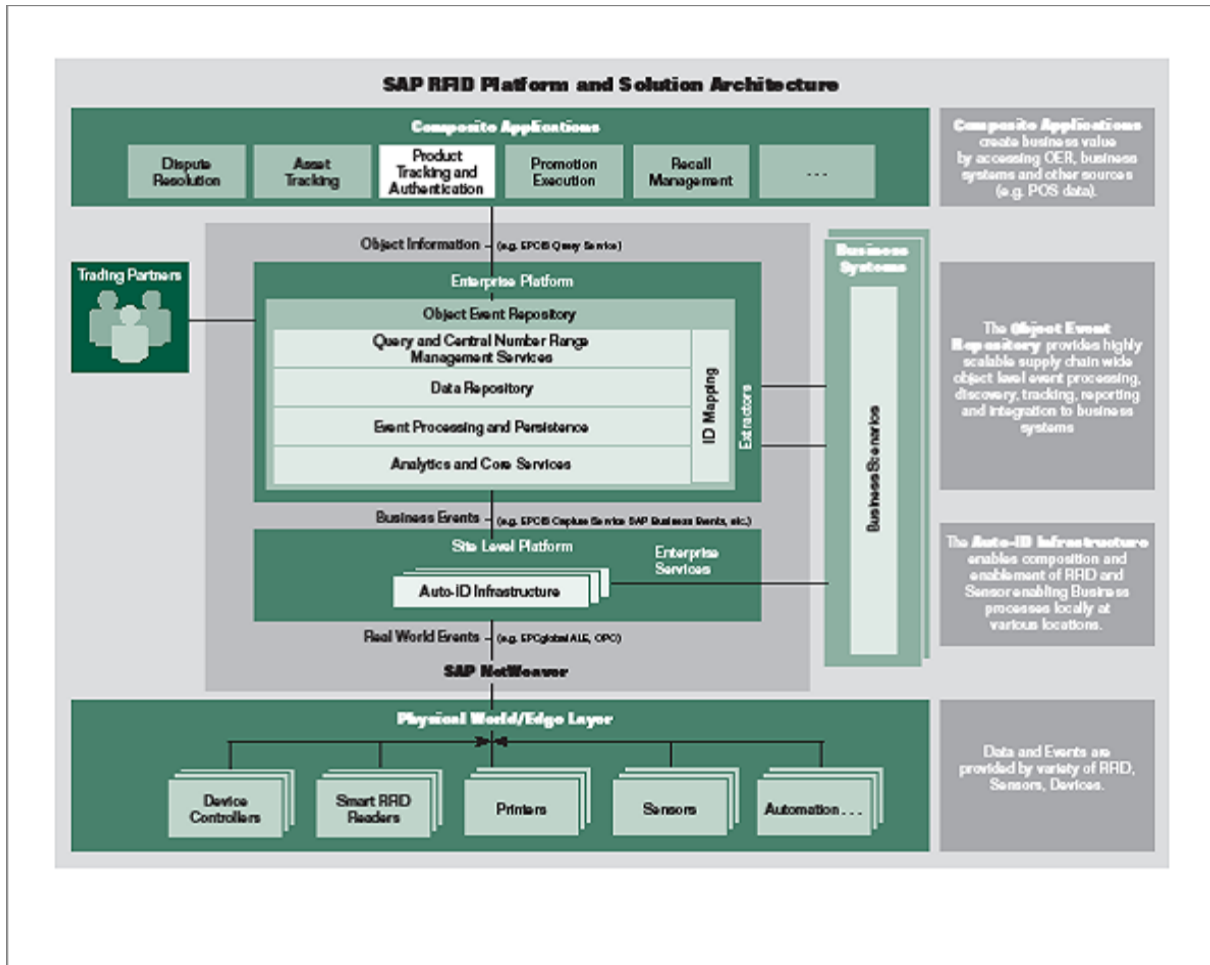 SAP RFID Platform and Solution Architecture
Composite Applications
Dispute
Resolution
Asset
Tracking
Product
Tracking and
Authentication
Promotion
Execution
Recall
Management
. . .
Composite Applications
create business value
by accessing OER, business
systems and other sources
(e.g. POS data).
Object Information
(e.g. EPCIS Query Service)
Trading Partners
Enterprise Platform
Object Event Repository
Query and Central Number Range
Management Services
Data Repository
Event Processing and Persistence
Analytics and Core Services
ID Mapping
Extractors
Business
Systems
Business Scenarios
The Object Event
Repository provides highly
scalable supply chain wide
object level event processing,
discovery, tracking, reporting
and integration to business
systems
Business Events
(e.g. EPCIS Capture Service SAP Business Events, etc.)
Site Level Platform
Enterprise
Services
Auto-ID Infrastructure
The Auto-ID Infrastructure
enables composition and
enablement of RFID and
Sensor enabling Business
processes locally at
various locations.
Real World Events
(e.g. EPCglobal ALE, OPC)
SAP NetWeaver
Physical World/Edge Layer
Device
Controllers
Smart RFID
Readers
Printers
Sensors
Automation . . .
Data and Events are
provided by variety of RFID,
Sensors, Devices.